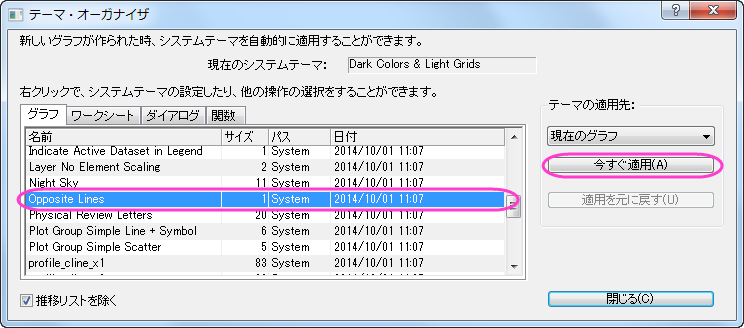 テーマ・オーガナイザ
新しいグラフが作られた時、システムテーマを自動的に適用することができます。
現在のシステムテーマ: Dark Colors & Light Grids
右クリックで、システムテーマの設定したり、他の操作の選択をすることができます。
グラフ ワークシート ダイアログ 関数
名前 サイズ パス 日付
Indicate Active Dataset in Legend 1 System 2014/10/01 11:07
Layer No Element Scaling 2 System 2014/10/01 11:07
Night Sky 11 System 2014/10/01 11:07
Opposite Lines 1 System 2014/10/01 11:07
Physical Review Letters 20 System 2014/10/01 11:07
Plot Group Simple Line + Symbol 6 System 2014/10/01 11:07
Plot Group Simple Scatter 5 System 2014/10/01 11:07
profile_cline_x1 83 System 2014/10/01 11:07
推移リストを除く
テーマの適用先:
現在のグラフ
今すぐ適用(A)
適用を元に戻す(U)
閉じる(C)